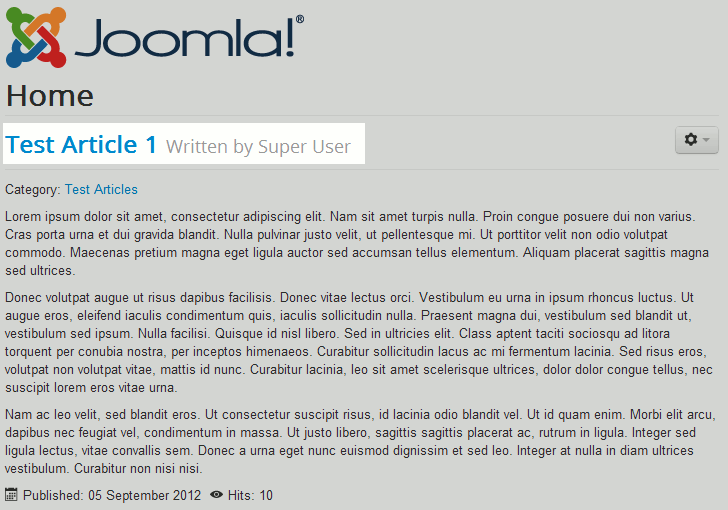 Joomla!®
Home
Test Article 1 Written by Super User
Category: Test Articles
Lorem ipsum dolor sit amet, consectetur adipiscing elit. Nam sit amet turpis nulla. Proin congue posuere dui non varius.
Cras porta urna et dui gravida blandit. Nulla pulvinar justo velit, ut pellentesque mi. Ut porttitor velit non odio volutpat
commodo. Maecenas pretium magna eget ligula auctor sed accumsan tellus elementum. Aliquam placerat sagittis magna
sed ultrices.
Donec volutpat augue ut risus dapibus facilisis. Donec vitae lectus orci. Vestibulum eu urna in ipsum rhoncus luctus. Ut
augue eros, eleifend iaculis condimentum quis, iaculis sollicitudin nulla. Praesent magna dui, vestibulum sed blandit ut,
vestibulum sed ipsum. Nulla facilisi. Quisque id nisl libero. Sed in ultricies elit. Class aptent taciti sociosqu ad litora
torquent per conubia nostra, per inceptos himenaeos. Curabitur sollicitudin lacus ac mi fermentum lacinia. Sed risus eros,
volutpat non volutpat vitae, mattis id nunc. Curabitur lacinia, leo sit amet scelerisque ultrices, dolor dolor congue tellus, nec
suscipit lorem eros vitae urna.
Nam ac leo velit, sed blandit eros. Ut consectetur suscipit risus, id lacinia odio blandit vel. Ut id quam enim. Morbi elit arcu,
dapibus nec feugiat vel, condimentum in massa. Ut justo libero, sagittis sagittis placerat ac, rutrum in ligula. Integer sed
ligula lectus, vitae convallis sem. Donec a urna eget nunc euismod dignissim et sed leo. Integer at nulla in diam ultrices
vestibulum. Curabitur non nisi nisi.
Published: 05 September 2012 Hits: 10